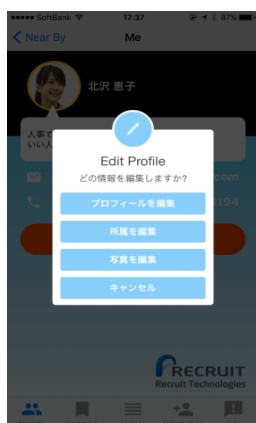 SoftBank 17:37 87%
Near By Me
北沢 恵子
人事で
いい人
Edit Profile
どの情報を編集しますか?
プロフィールを編集
.com
1194
所属を編集
写真を編集
キャンセル
RECRUIT
Recruit Technologies